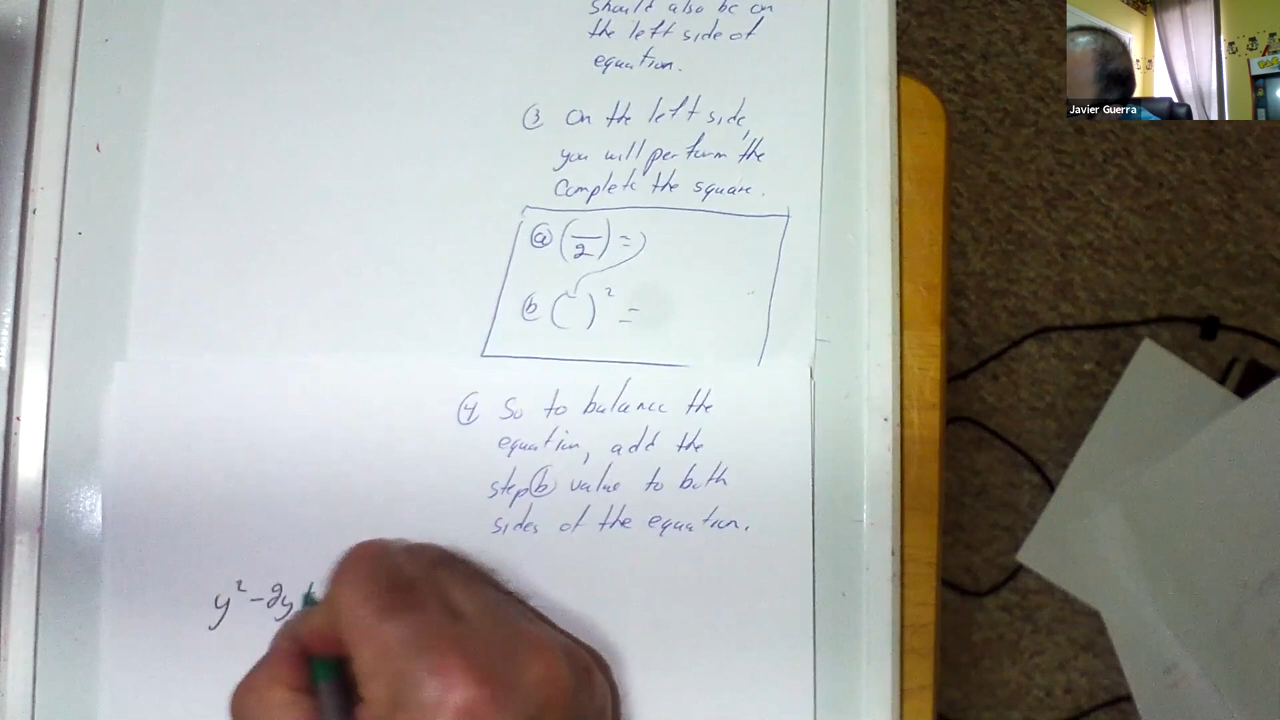 should also be on
the left side of
equation.
③ On the left side,
you will perform the
Complete the square.
ⓐ (/2) =
ⓑ ( )² =
④ So to balance the
equation, add the
step ⓑ value to both
sides of the equation.
y² - 2y
Javier Guerra